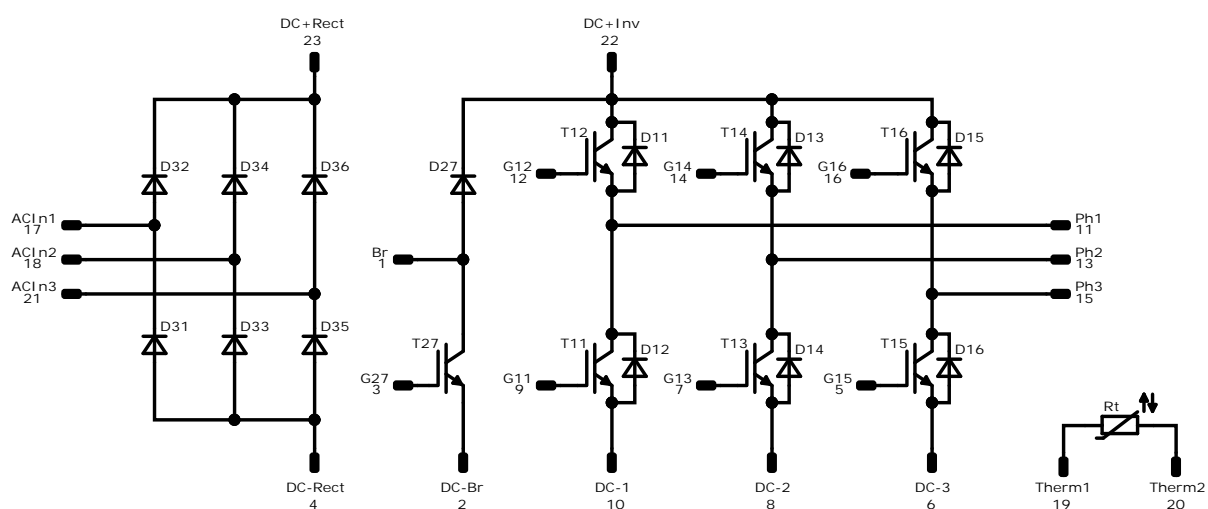 DC+Rect
23
DC+Inv
22
T12
D11
T14
D13
T16
D15
D32
D34
D36
D27
G12
12
G14
14
G16
16
ACIn1
17
ACIn2
18
ACIn3
21
Br
1
Ph1
11
Ph2
13
Ph3
15
D31
D33
D35
T27
T11
D12
T13
D14
T15
D16
G27
3
G11
9
G13
7
G15
5
Rt
DC-Rect
4
DC-Br
2
DC-1
10
DC-2
8
DC-3
6
Therm1
19
Therm2
20